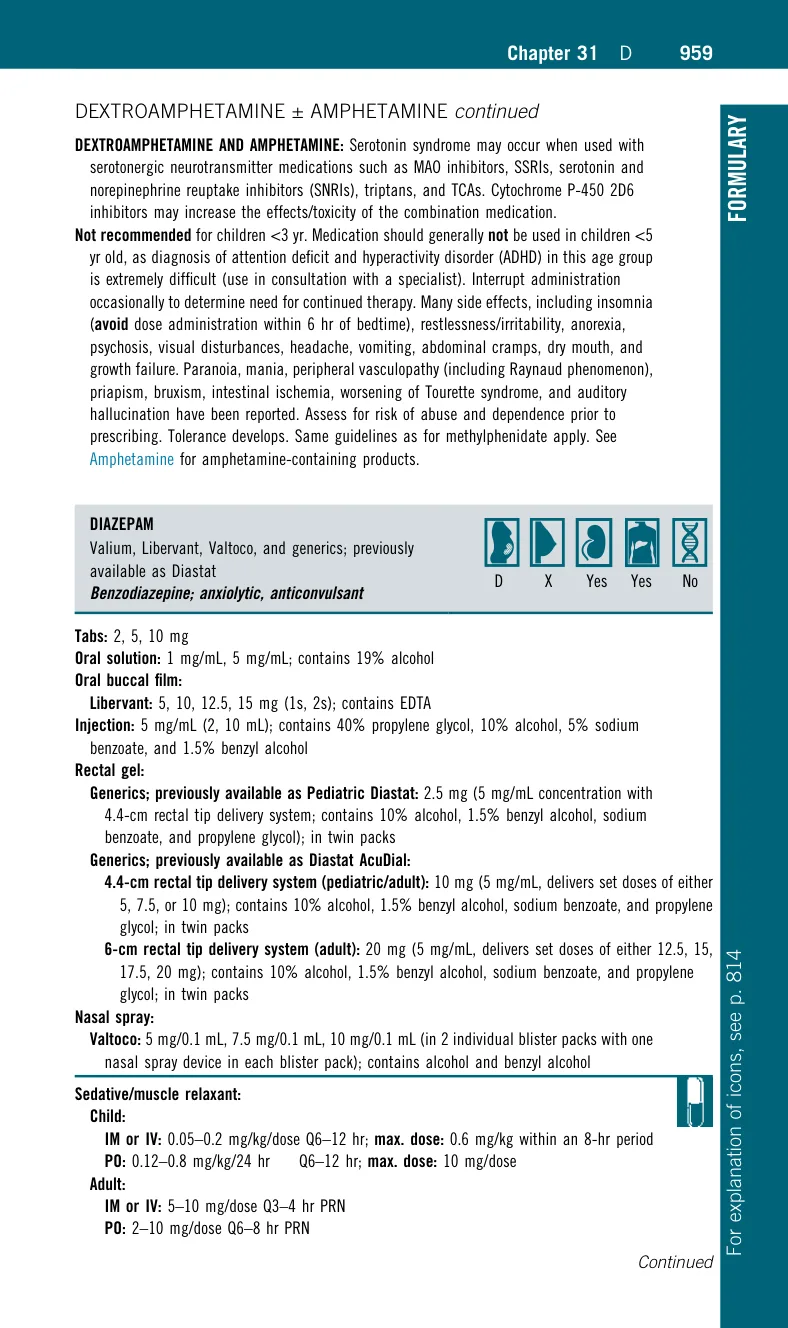 Chapter 31 D 959
DEXTROAMPHETAMINE ± AMPHETAMINE continued
DEXTROAMPHETAMINE AND AMPHETAMINE: Serotonin syndrome may occur when used with
serotonergic neurotransmitter medications such as MAO inhibitors, SSRIs, serotonin and
norepinephrine reuptake inhibitors (SNRIs), triptans, and TCAs. Cytochrome P-450 2D6
inhibitors may increase the effects/toxicity of the combination medication.
Not recommended for children <3 yr. Medication should generally not be used in children <5
yr old, as diagnosis of attention deficit and hyperactivity disorder (ADHD) in this age group
is extremely difficult (use in consultation with a specialist). Interrupt administration
occasionally to determine need for continued therapy. Many side effects, including insomnia
(avoid dose administration within 6 hr of bedtime), restlessness/irritability, anorexia,
psychosis, visual disturbances, headache, vomiting, abdominal cramps, dry mouth, and
growth failure. Paranoia, mania, peripheral vasculopathy (including Raynaud phenomenon),
priapism, bruxism, intestinal ischemia, worsening of Tourette syndrome, and auditory
hallucination have been reported. Assess for risk of abuse and dependence prior to
prescribing. Tolerance develops. Same guidelines as for methylphenidate apply. See
Amphetamine for amphetamine-containing products.
DIAZEPAM
Valium, Libervant, Valtoco, and generics; previously
available as Diastat
Benzodiazepine; anxiolytic, anticonvulsant
D X Yes Yes No
Tabs: 2, 5, 10 mg
Oral solution: 1 mg/mL, 5 mg/mL; contains 19% alcohol
Oral buccal film:
Libervant: 5, 10, 12.5, 15 mg (1s, 2s); contains EDTA
Injection: 5 mg/mL (2, 10 mL); contains 40% propylene glycol, 10% alcohol, 5% sodium
benzoate, and 1.5% benzyl alcohol
Rectal gel:
Generics; previously available as Pediatric Diastat: 2.5 mg (5 mg/mL concentration with
4.4-cm rectal tip delivery system; contains 10% alcohol, 1.5% benzyl alcohol, sodium
benzoate, and propylene glycol); in twin packs
Generics; previously available as Diastat AcuDial:
4.4-cm rectal tip delivery system (pediatric/adult): 10 mg (5 mg/mL, delivers set doses of either
5, 7.5, or 10 mg); contains 10% alcohol, 1.5% benzyl alcohol, sodium benzoate, and propylene
glycol; in twin packs
6-cm rectal tip delivery system (adult): 20 mg (5 mg/mL, delivers set doses of either 12.5, 15,
17.5, 20 mg); contains 10% alcohol, 1.5% benzyl alcohol, sodium benzoate, and propylene
glycol; in twin packs
Nasal spray:
Valtoco: 5 mg/0.1 mL, 7.5 mg/0.1 mL, 10 mg/0.1 mL (in 2 individual blister packs with one
nasal spray device in each blister pack); contains alcohol and benzyl alcohol
Sedative/muscle relaxant:
Child:
IM or IV: 0.05–0.2 mg/kg/dose Q6–12 hr; max. dose: 0.6 mg/kg within an 8-hr period
PO: 0.12–0.8 mg/kg/24 hr Q6–12 hr; max. dose: 10 mg/dose
Adult:
IM or IV: 5–10 mg/dose Q3–4 hr PRN
PO: 2–10 mg/dose Q6–8 hr PRN
Continued
FORMULARY
For explanation of icons, see p. 814